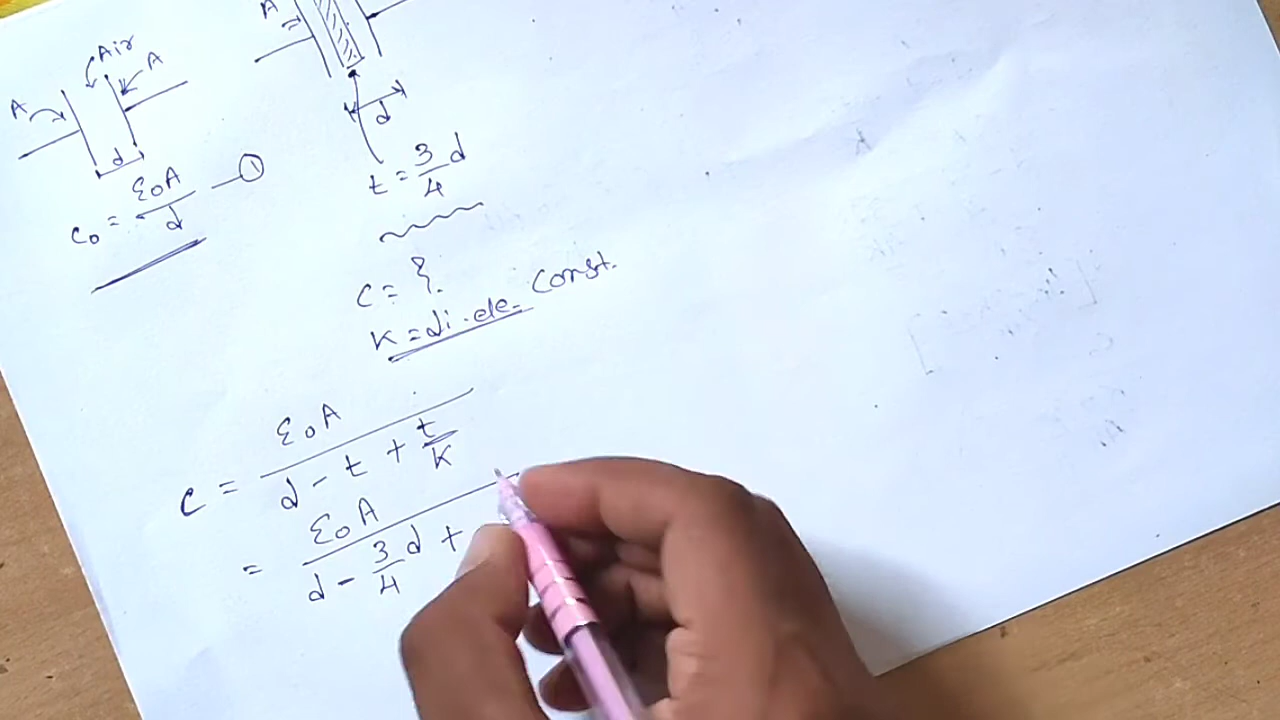 Air
A
A
d
C₀ = ε₀A/d — ①
A
d
t = 3/4 d
C = ?
K = di.ele. Const.
C = ε₀A / (d - t + t/K)
= ε₀A / (d - 3/4 d +